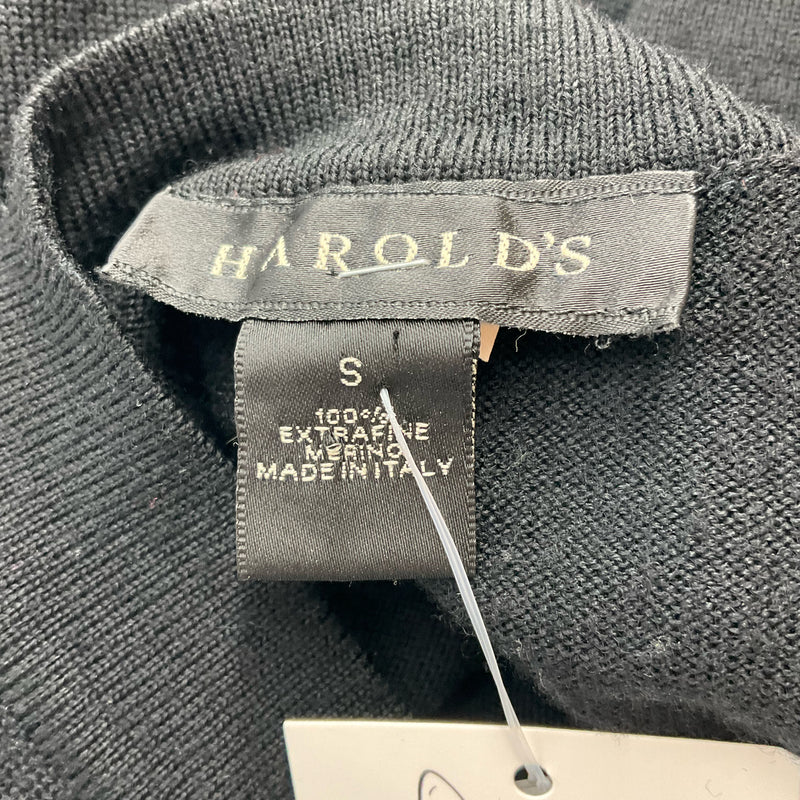 HAROLD'S
S
100%
EXTRAFINE
MERINO
MADE IN ITALY